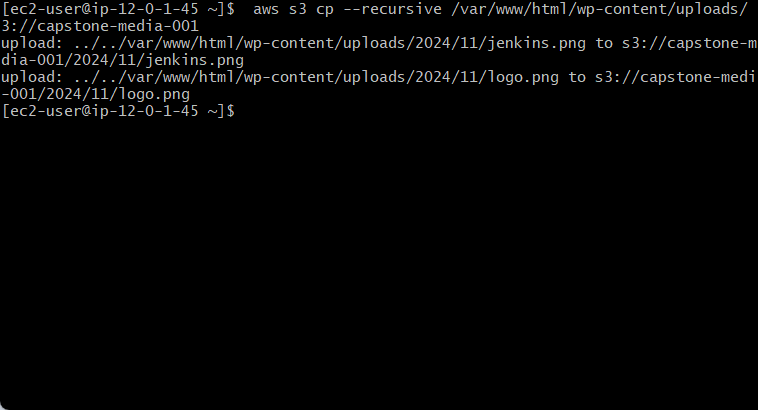 [ec2-user@ip-12-0-1-45 ~]$  aws s3 cp --recursive /var/www/html/wp-content/uploads/
3://capstone-media-001
upload: ../../var/www/html/wp-content/uploads/2024/11/jenkins.png to s3://capstone-m
dia-001/2024/11/jenkins.png
upload: ../../var/www/html/wp-content/uploads/2024/11/logo.png to s3://capstone-medi
-001/2024/11/logo.png
[ec2-user@ip-12-0-1-45 ~]$